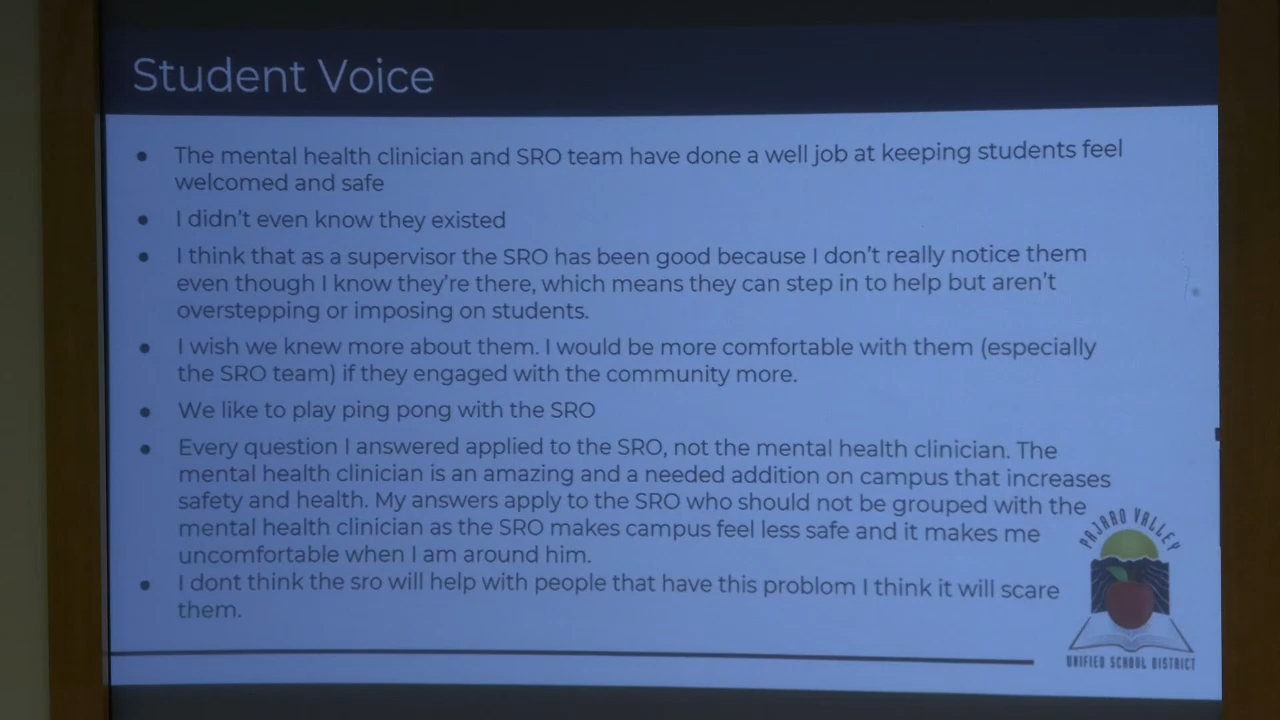 Student Voice
• The mental health clinician and SRO team have done a well job at keeping students feel
welcomed and safe
• I didn't even know they existed
• I think that as a supervisor the SRO has been good because I don't really notice them
even though I know they're there, which means they can step in to help but aren't
overstepping or imposing on students.
• I wish we knew more about them. I would be more comfortable with them (especially
the SRO team) if they engaged with the community more.
• We like to play ping pong with the SRO
• Every question I answered applied to the SRO, not the mental health clinician. The
mental health clinician is an amazing and a needed addition on campus that increases
safety and health. My answers apply to the SRO who should not be grouped with the
mental health clinician as the SRO makes campus feel less safe and it makes me
uncomfortable when I am around him.
• I dont think the sro will help with people that have this problom I think it will scare
them.
PAJARO VALLEY
UNIFIED SCHOOL DISTRICT